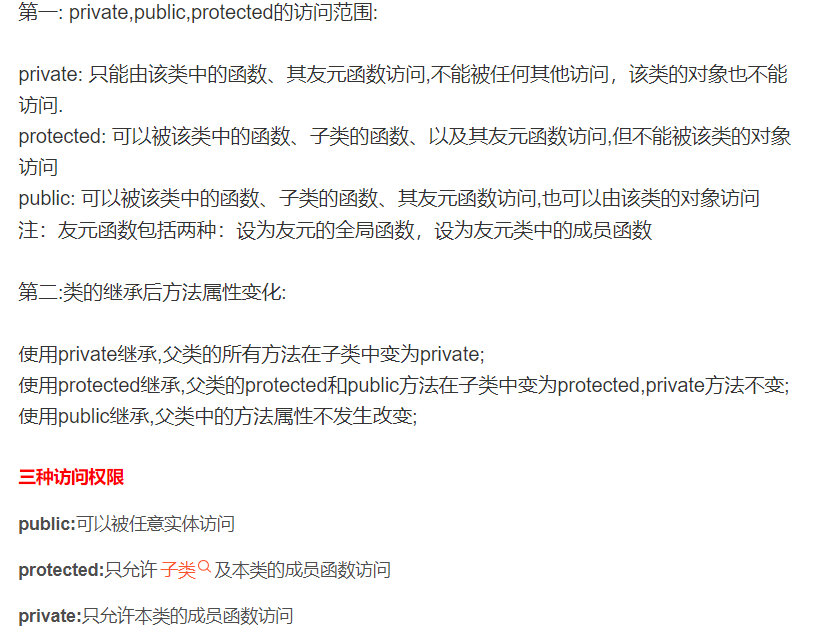 第一: private,public,protected的访问范围:
private: 只能由该类中的函数、其友元函数访问,不能被任何其他访问，该类的对象也不能
访问.
protected: 可以被该类中的函数、子类的函数、以及其友元函数访问,但不能被该类的对象
访问
public: 可以被该类中的函数、子类的函数、其友元函数访问,也可以由该类的对象访问
注：友元函数包括两种：设为友元的全局函数，设为友元类中的成员函数
第二:类的继承后方法属性变化:
使用private继承,父类的所有方法在子类中变为private;
使用protected继承,父类的protected和public方法在子类中变为protected,private方法不变;
使用public继承,父类中的方法属性不发生改变;
三种访问权限
public:可以被任意实体访问
protected:只允许子类及本类的成员函数访问
private:只允许本类的成员函数访问